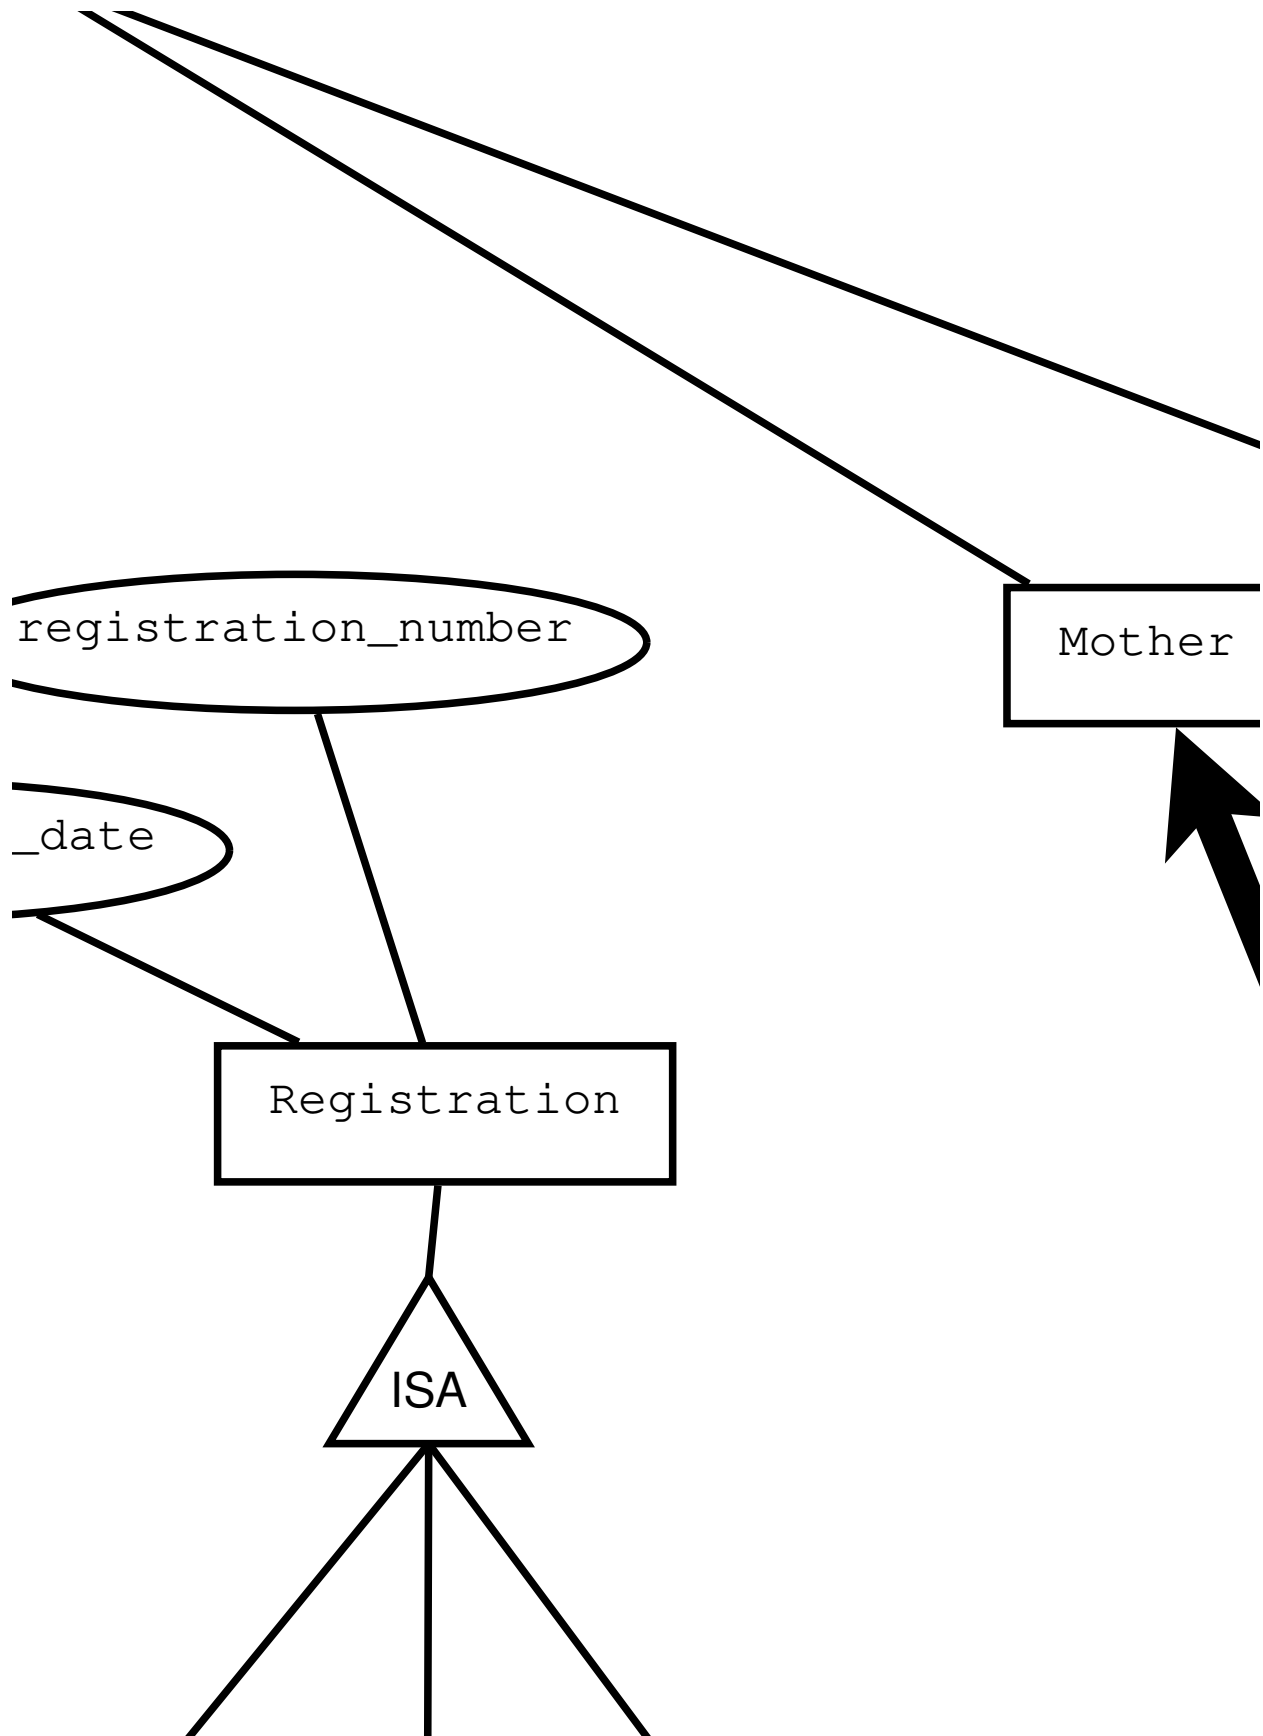 registration_number
Mother
_date
Registration
ISA